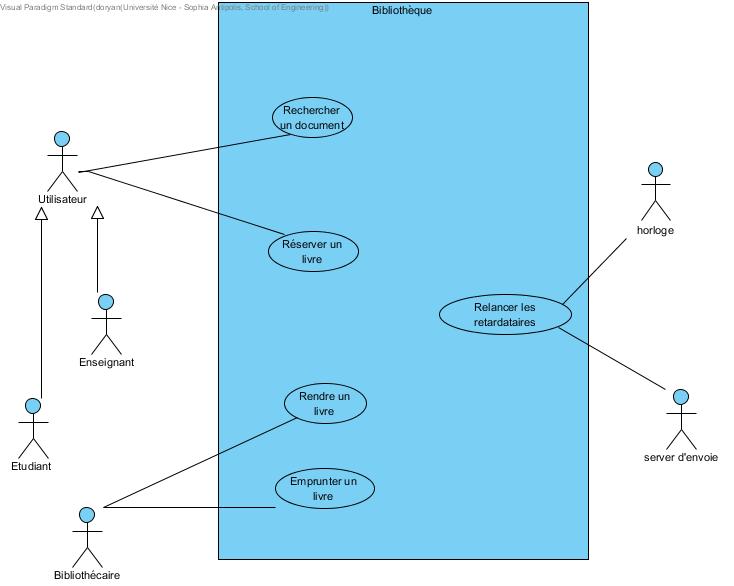 Visual Paradigm Standard(doryan(Université Nice - Sophia Antipolis, School of Engineering))
Bibliothèque
Rechercher
un document
Utilisateur
horloge
Réserver un
livre
Relancer les
retardataires
Enseignant
Rendre un
livre
Etudiant
server d'envoie
Emprunter un
livre
Bibliothécaire